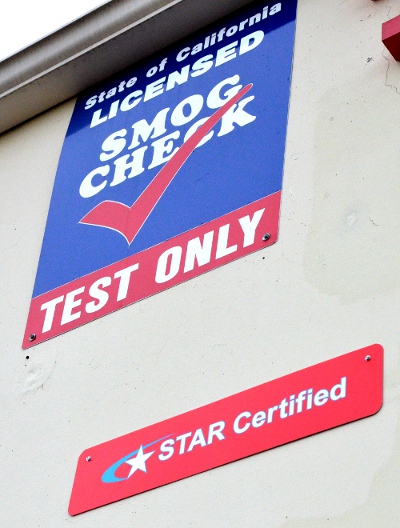 State of California
LICENSED
SMOG
CHECK
TEST ONLY
STAR Certified